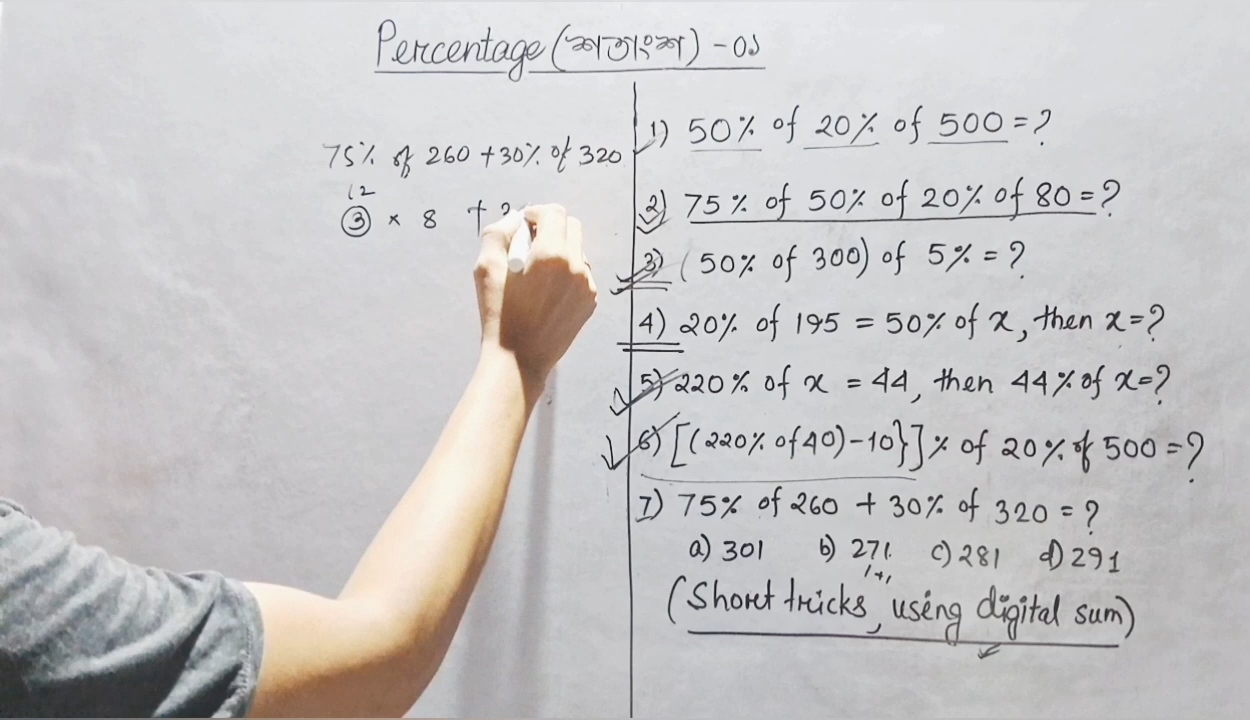 Percentage (শতাংশ) - 01
75% of 260 + 30% of 320
12
3 × 8 +
1) 50% of 20% of 500 = ?
2) 75% of 50% of 20% of 80 = ?
3) (50% of 300) of 5% = ?
4) 20% of 195 = 50% of x, then x = ?
5) 220% of x = 44, then 44% of x = ?
6) [(220% of 40) - 10}] % of 20% of 500 = ?
7) 75% of 260 + 30% of 320 = ?
a) 301 b) 271 c) 281 d) 291
(Short tricks, using digital sum)